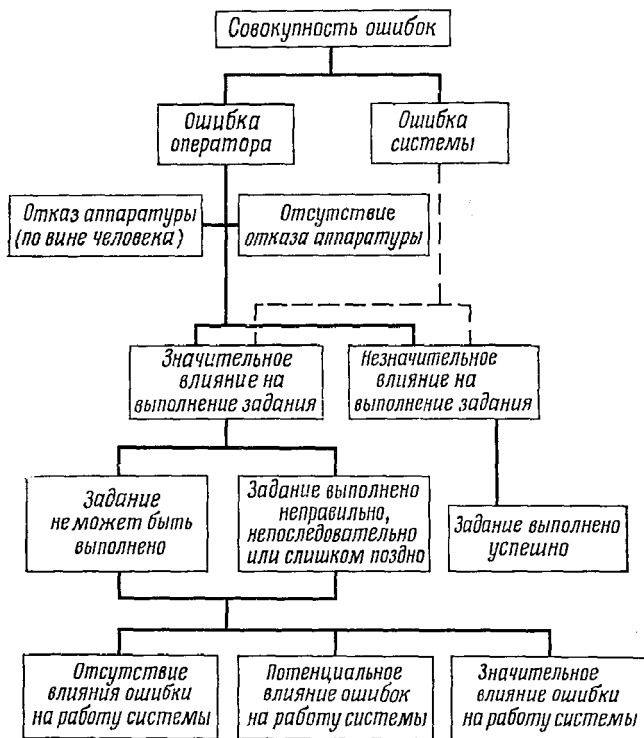 Совокупность ошибок
Ошибка
оператора
Ошибка
системы
Отказ аппаратуры
(по вине человека)
Отсутствие
отказа аппаратуры
Значительное
влияние на
выполнение задания
Незначительное
влияние на
выполнение задания
Задание
не может быть
выполнено
Задание выполнено
неправильно,
непоследовательно
или слишком поздно
Задание выполнено
успешно
Отсутствие
влияния ошибки
на работу системы
Потенциальное
влияние ошибок
на работу системы
Значительное
влияние ошибки
на работу системы